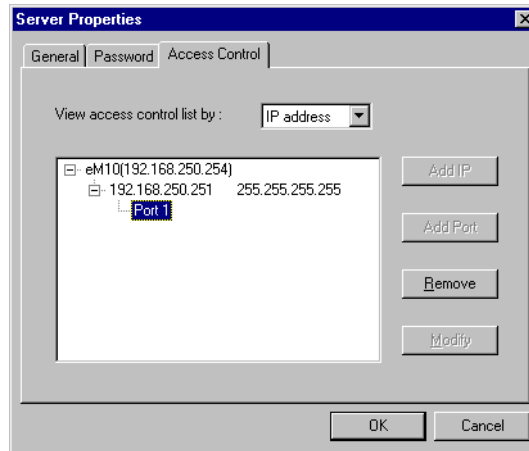 Server Properties
General Password Access Control
View access control list by : IP address
eM10(192.168.250.254)
192.168.250.251 255.255.255.255
Port 1
Add IP
Add Port
Remove
Modify
OK Cancel